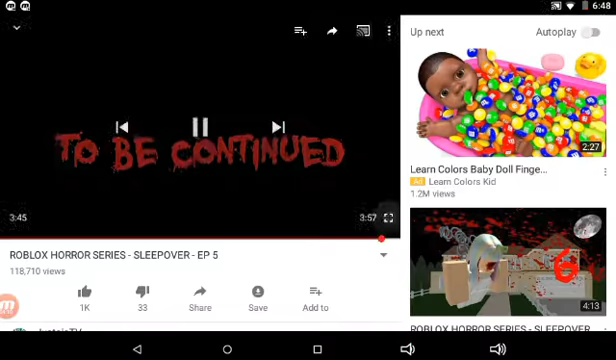 6:48
Up next
Autoplay
TO BE CONTINUED
3:45
3:57
2:27
Learn Colors Baby Doll Finge...
Ad Learn Colors Kid
1.2M views
ROBLOX HORROR SERIES - SLEEPOVER - EP 5
118,710 views
1K
33
Share
Save
Add to
6
4:13
ROBLOX HORROR SERIES - SLEEPOVER